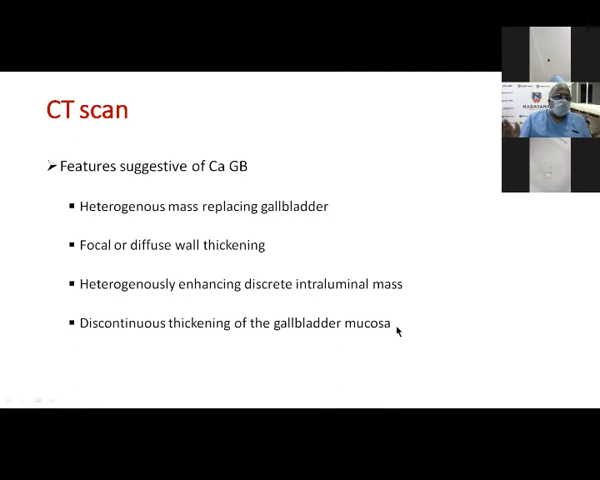 CT scan
Features suggestive of Ca GB
Heterogenous mass replacing gallbladder
Focal or diffuse wall thickening
Heterogenously enhancing discrete intraluminal mass
Discontinuous thickening of the gallbladder mucosa